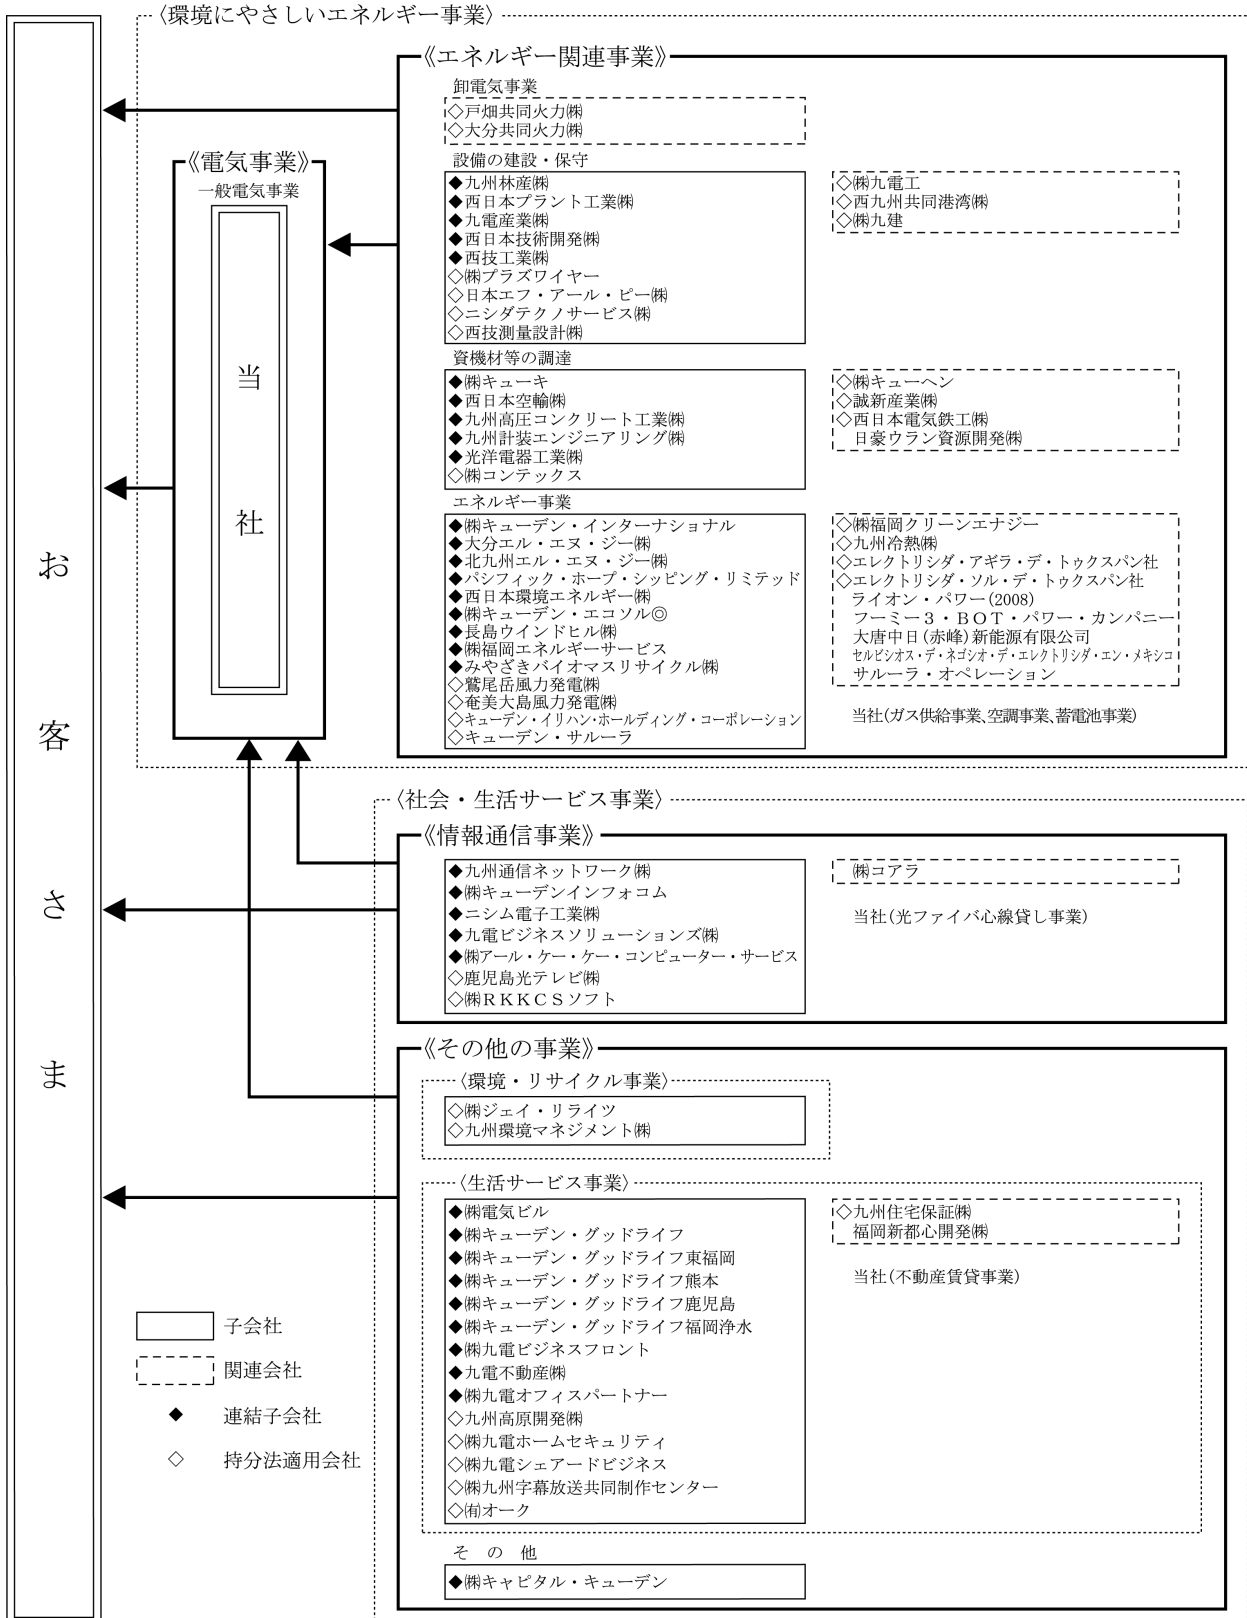 〈環境にやさしいエネルギー事業〉
《エネルギー関連事業》
卸電気事業
◇戸畑共同火力㈱
◇大分共同火力㈱
《電気事業》
一般電気事業
当社
設備の建設・保守
◆九州林産㈱
◆西日本プラント工業㈱
◆九電産業㈱
◆西日本技術開発㈱
◆西技工業㈱
◇㈱プラズワイヤー
◇日本エフ・アール・ピー㈱
◇ニシダテクノサービス㈱
◇西技測量設計㈱
◇㈱九電工
◇西九州共同港湾㈱
◇㈱九建
資機材等の調達
◆㈱キューキ
◆西日本空輸㈱
◆九州高圧コンクリート工業㈱
◆九州計装エンジニアリング㈱
◆光洋電器工業㈱
◇㈱コンテックス
◇㈱キューヘン
◇誠新産業㈱
◇西日本電気鉄工㈱
日豪ウラン資源開発㈱
エネルギー事業
◆㈱キューデン・インターナショナル
◆大分エル・エヌ・ジー㈱
◆北九州エル・エヌ・ジー㈱
◆パシフィック・ホープ・シッピング・リミテッド
◆西日本環境エネルギー㈱
◆㈱キューデン・エコソル◎
◆長島ウインドヒル㈱
◆㈱福岡エネルギーサービス
◆みやざきバイオマスリサイクル㈱
◇鷲尾岳風力発電㈱
◇奄美大島風力発電㈱
◇キューデン・イリハン・ホールディング・コーポレーション
◇キューデン・サルーラ
◇㈱福岡クリーンエナジー
◇九州冷熱㈱
◇エレクトリシダ・アギラ・デ・トゥクスパン社
◇エレクトリシダ・ソル・デ・トゥクスパン社
ライオン・パワー(2008)
フーミー3・BOT・パワー・カンパニー
大唐中日(赤峰)新能源有限公司
セルビシオス・デ・ネゴシオ・デ・エレクトリシダ・エン・メキシコ
サルーラ・オペレーション
当社(ガス供給事業、空調事業、蓄電池事業)
お客さま
〈社会・生活サービス事業〉
《情報通信事業》
◆九州通信ネットワーク㈱
◆㈱キューデンインフォコム
◆ニシム電子工業㈱
◆九電ビジネスソリューションズ㈱
◆㈱アール・ケー・ケー・コンピューター・サービス
◇鹿児島光テレビ㈱
◇㈱RKKCSソフト
㈱コアラ
当社(光ファイバ心線貸し事業)
《その他の事業》
〈環境・リサイクル事業〉
◇㈱ジェイ・リライツ
◇九州環境マネジメント㈱
〈生活サービス事業〉
◆㈱電気ビル
◆㈱キューデン・グッドライフ
◆㈱キューデン・グッドライフ東福岡
◆㈱キューデン・グッドライフ熊本
◆㈱キューデン・グッドライフ鹿児島
◆㈱キューデン・グッドライフ福岡浄水
◆㈱九電ビジネスフロント
◆九電不動産㈱
◆㈱九電オフィスパートナー
◇九州高原開発㈱
◇㈱九電ホームセキュリティ
◇㈱九電シェアードビジネス
◇㈱九州字幕放送共同制作センター
◇㈲オーク
◇九州住宅保証㈱
福岡新都心開発㈱
当社(不動産賃貸事業)
その他
◆㈱キャピタル・キューデン
子会社
関連会社
◆ 連結子会社
◇ 持分法適用会社